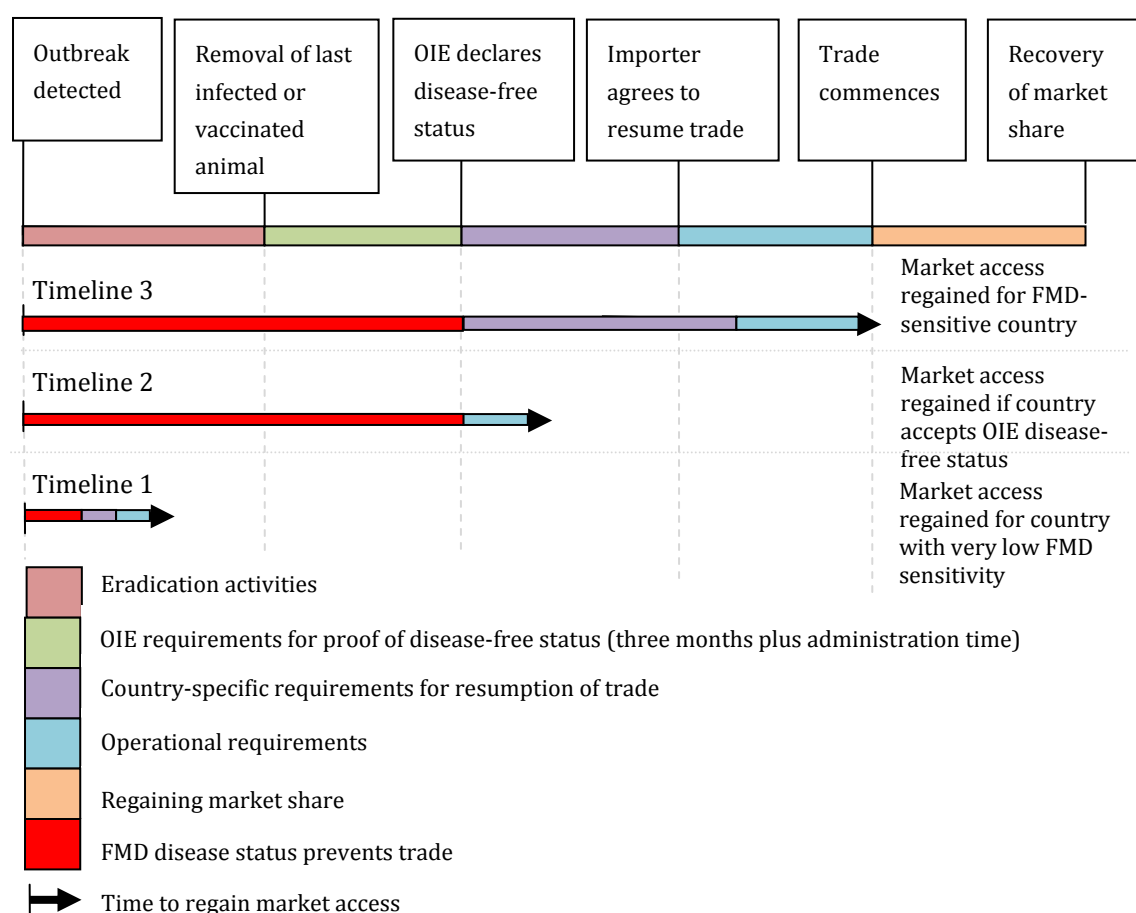 Outbreak
detected
Removal of last
infected or
vaccinated
animal
OIE declares
disease-free
status
Importer
agrees to
resume trade
Trade
commences
Recovery
of market
share
Timeline 3
Market access
regained for FMD-
sensitive country
Timeline 2
Market access
regained if country
accepts OIE disease-
free status
Timeline 1
Market access
regained for country
with very low FMD
sensitivity
Eradication activities
OIE requirements for proof of disease-free status (three months plus administration time)
Country-specific requirements for resumption of trade
Operational requirements
Regaining market share
FMD disease status prevents trade
Time to regain market access